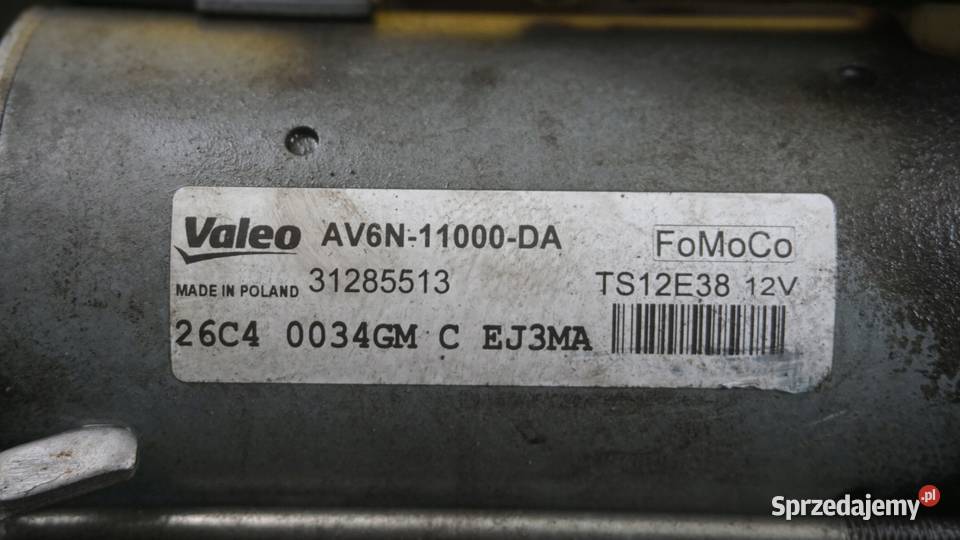 Valeo AV6N-11000-DA FoMoCo
MADE IN POLAND 31285513 TS12E38 12V
26C4 0034GM C EJ3MA
Sprzedajemy.pl